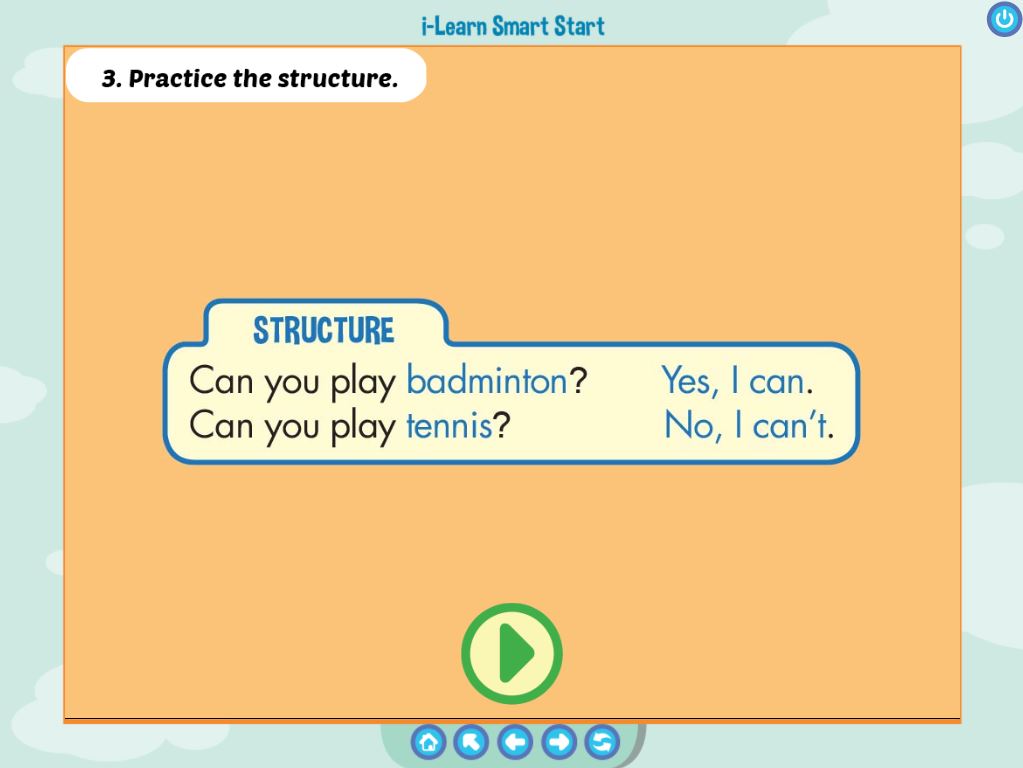 i-Learn Smart Start
3. Practice the structure.
STRUCTURE
Can you play badminton? Yes, I can.
Can you play tennis? No, I can't.